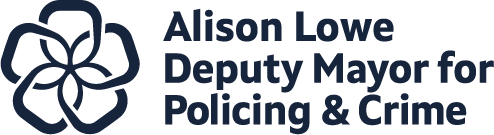 Alison Lowe
Deputy Mayor for
Policing & Crime